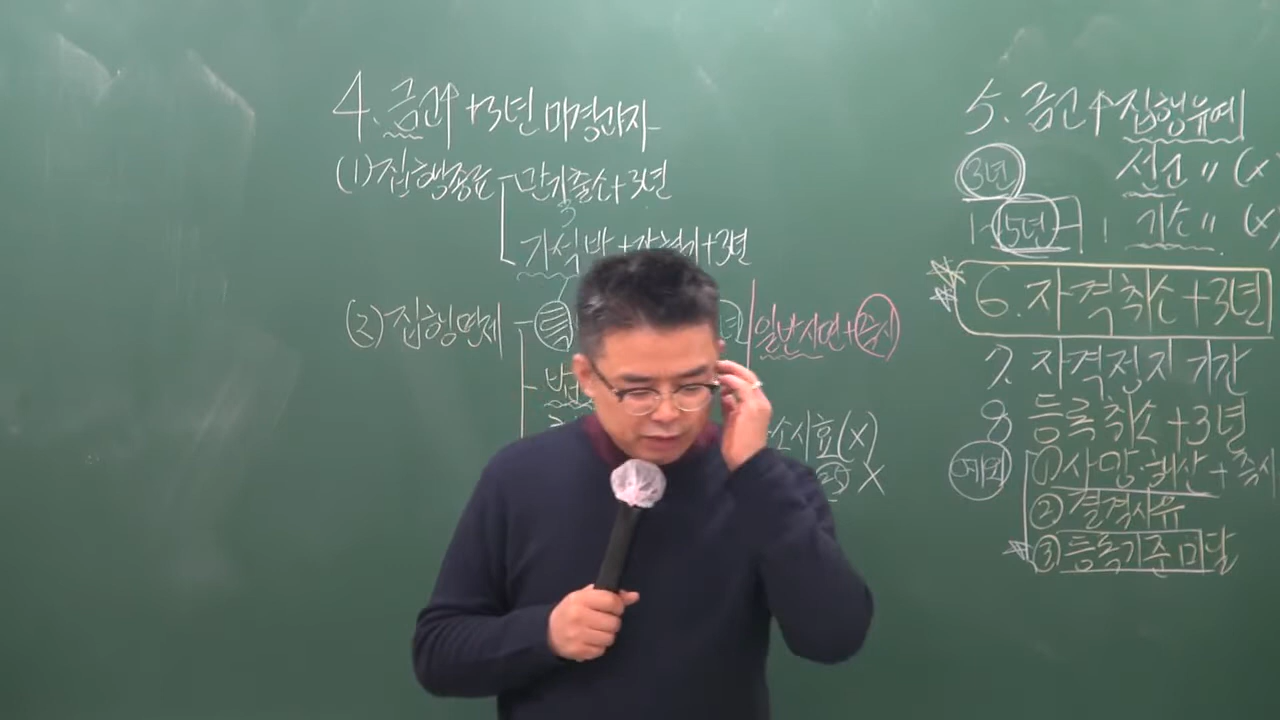 4. 금고↑ +3년 미경과자
(1) 집행종료 만기출소+3년
가석방+잔형기+3년
(2) 집행면제 특
일반사면+즉시
소시효(x)
X
5. 금고↑ 집행유예
3년 선고〃 (x
5년 기소〃 (x)
6. 자격취소+3년
7. 자격정지 기간
8 등록취소+3년
예외 ① 사망·해산+즉시
② 결격사유
③ 등록기준 미달